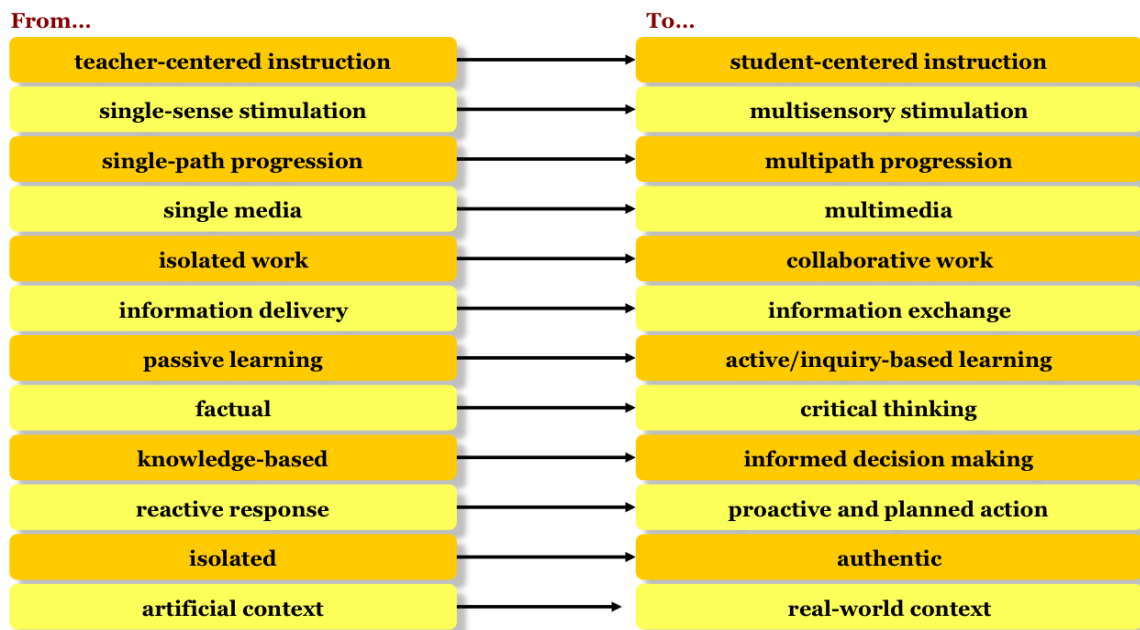 From... To...
teacher-centered instruction student-centered instruction
single-sense stimulation multisensory stimulation
single-path progression multipath progression
single media multimedia
isolated work collaborative work
information delivery information exchange
passive learning active/inquiry-based learning
factual critical thinking
knowledge-based informed decision making
reactive response proactive and planned action
isolated authentic
artificial context real-world context